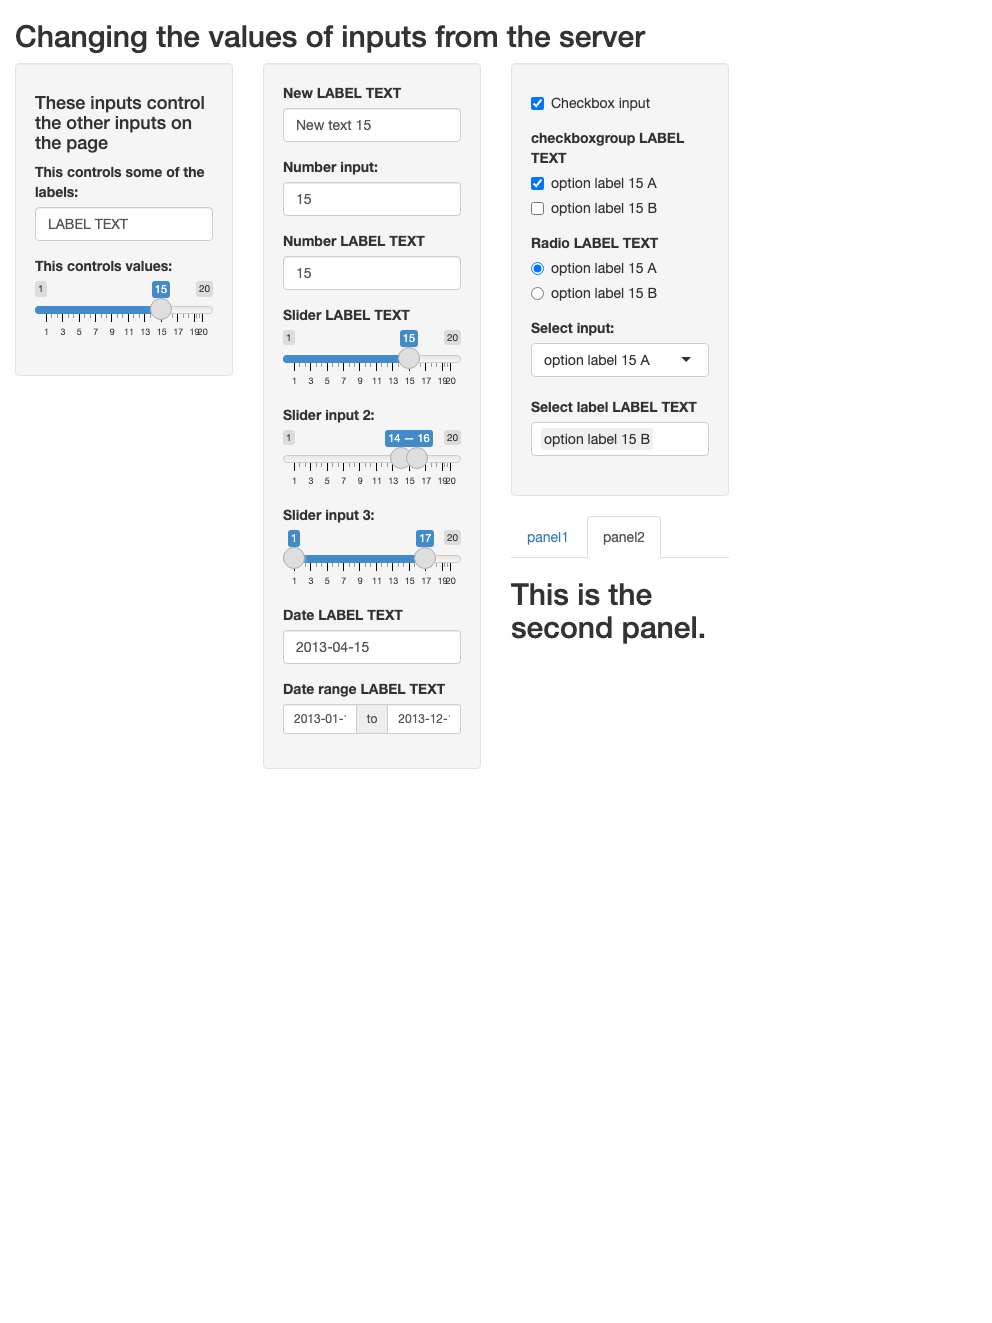 Changing the values of inputs from the server
These inputs control
the other inputs on
the page
This controls some of the
labels:
LABEL TEXT
This controls values:
1 15 20
1 3 5 7 9 11 13 15 17 19 20
New LABEL TEXT
New text 15
Number input:
15
Number LABEL TEXT
15
Slider LABEL TEXT
1 15 20
1 3 5 7 9 11 13 15 17 19 20
Slider input 2:
1 14 — 16 20
1 3 5 7 9 11 13 15 17 19 20
Slider input 3:
1 17 20
1 3 5 7 9 11 13 15 17 19 20
Date LABEL TEXT
2013-04-15
Date range LABEL TEXT
2013-01- to 2013-12-
Checkbox input
checkboxgroup LABEL
TEXT
option label 15 A
option label 15 B
Radio LABEL TEXT
option label 15 A
option label 15 B
Select input:
option label 15 A
Select label LABEL TEXT
option label 15 B
panel1 panel2
This is the
second panel.